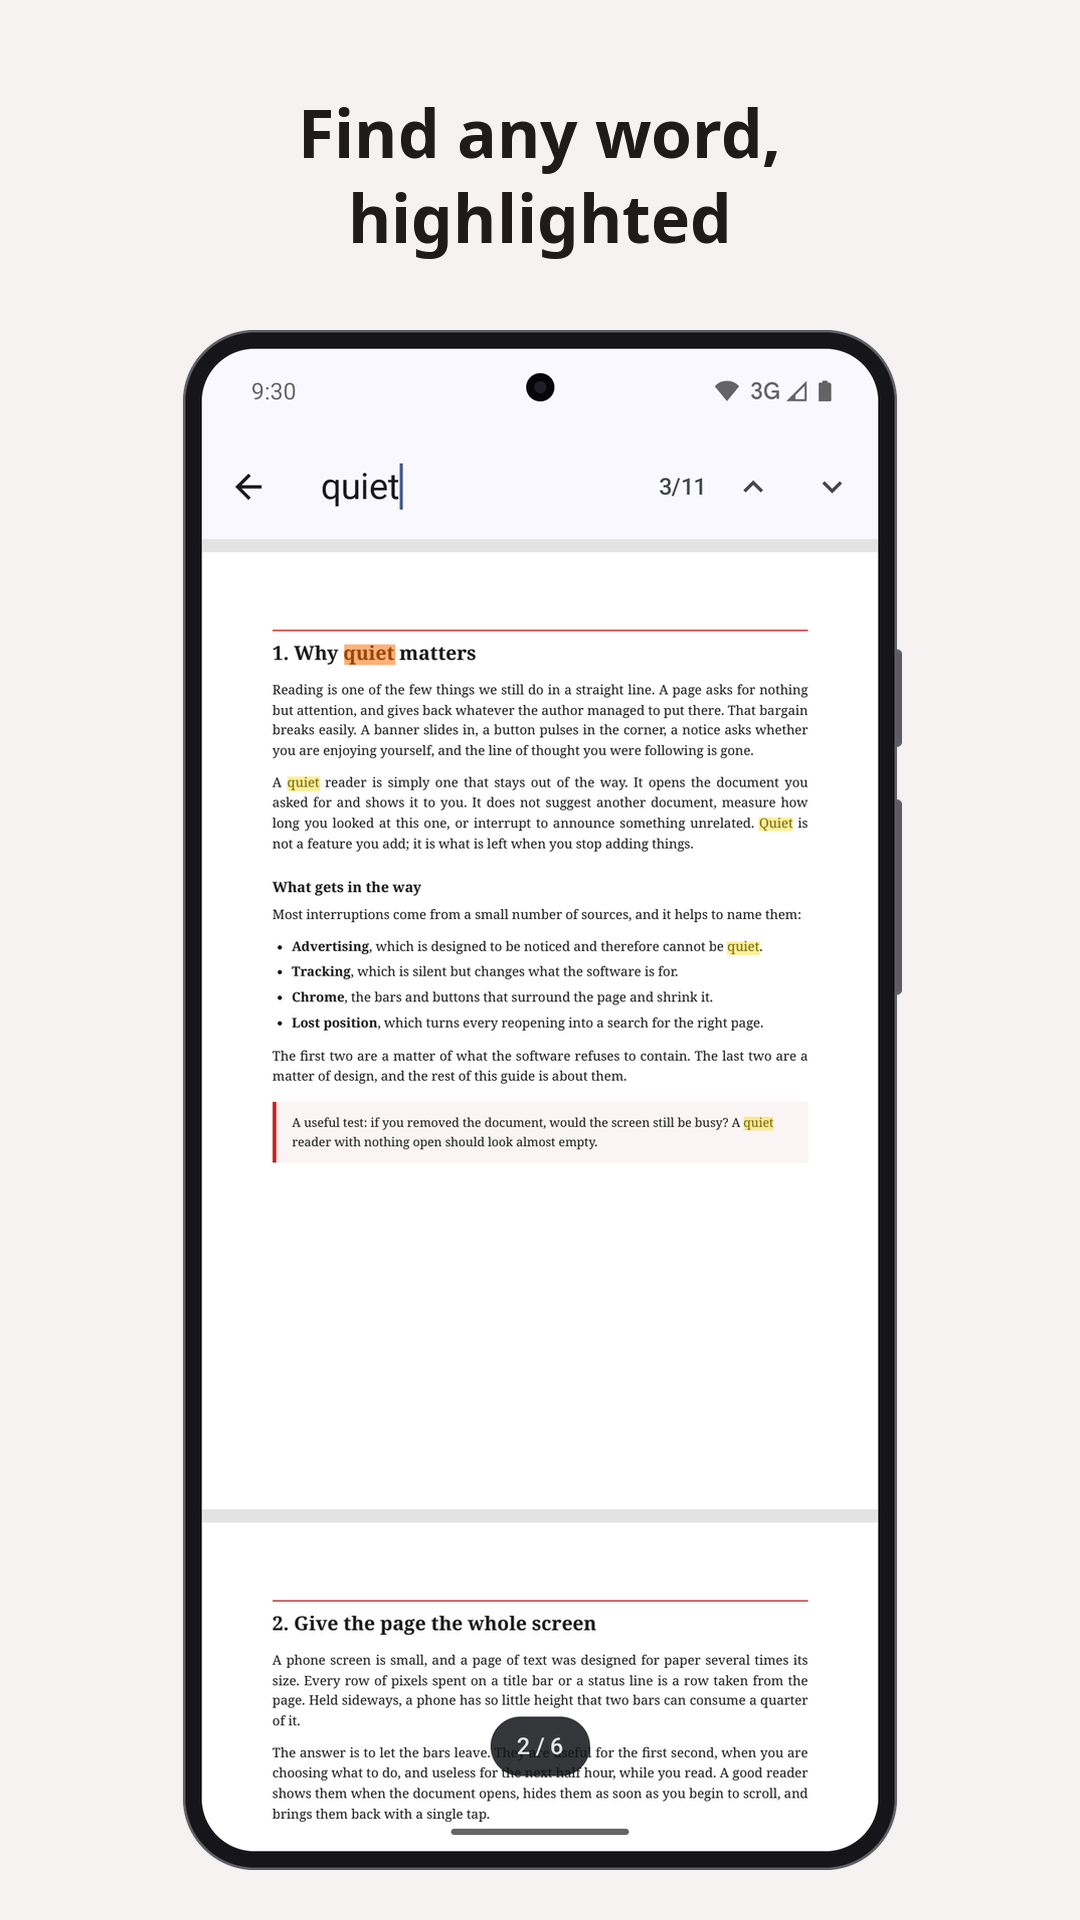 Find any word,
highlighted
9:30
3G
quiet
3/11
1. Why quiet matters
Reading is one of the few things we still do in a straight line. A page asks for nothing
but attention, and gives back whatever the author managed to put there. That bargain
breaks easily. A banner slides in, a button pulses in the corner, a notice asks whether
you are enjoying yourself, and the line of thought you were following is gone.
A quiet reader is simply one that stays out of the way. It opens the document you
asked for and shows it to you. It does not suggest another document, measure how
long you looked at this one, or interrupt to announce something unrelated. Quiet is
not a feature you add; it is what is left when you stop adding things.
What gets in the way
Most interruptions come from a small number of sources, and it helps to name them:
• Advertising, which is designed to be noticed and therefore cannot be quiet.
• Tracking, which is silent but changes what the software is for.
• Chrome, the bars and buttons that surround the page and shrink it.
• Lost position, which turns every reopening into a search for the right page.
The first two are a matter of what the software refuses to contain. The last two are a
matter of design, and the rest of this guide is about them.
A useful test: if you removed the document, would the screen still be busy? A quiet
reader with nothing open should look almost empty.
2. Give the page the whole screen
A phone screen is small, and a page of text was designed for paper several times its
size. Every row of pixels spent on a title bar or a status line is a row taken from the
page. Held sideways, a phone has so little height that two bars can consume a quarter
of it.
The answer is to let the bars leave. They are useful for the first second, when you are
choosing what to do, and useless for the next half hour, while you read. A good reader
shows them when the document opens, hides them as soon as you begin to scroll, and
brings them back with a single tap.
2 / 6